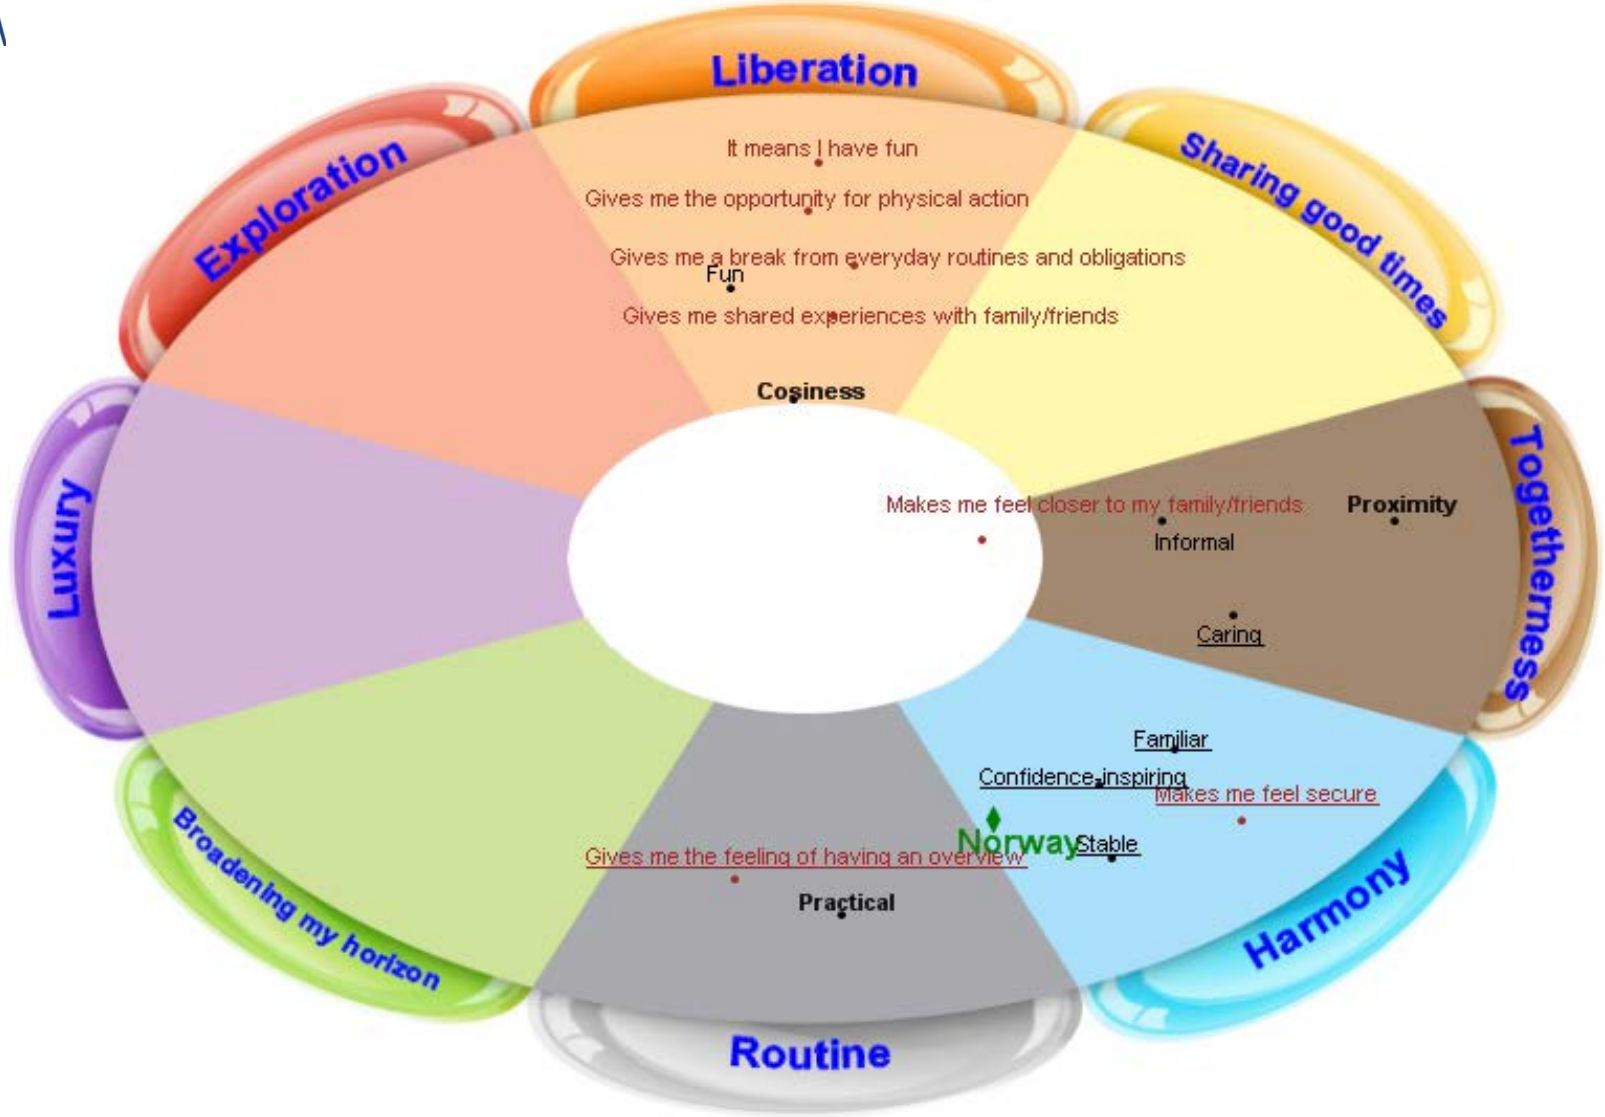 Liberation
Exploration
Sharing good times
It means I have fun
Gives me the opportunity for physical action
Gives me a break from everyday routines and obligations
Fun
Gives me shared experiences with family/friends
Cosiness
Luxury
Togetherness
Makes me feel closer to my family/friends
Proximity
Informal
Caring
Familiar
Confidence-inspiring
Makes me feel secure
Norway
Stable
Gives me the feeling of having an overview
Practical
Broadening my horizon
Harmony
Routine